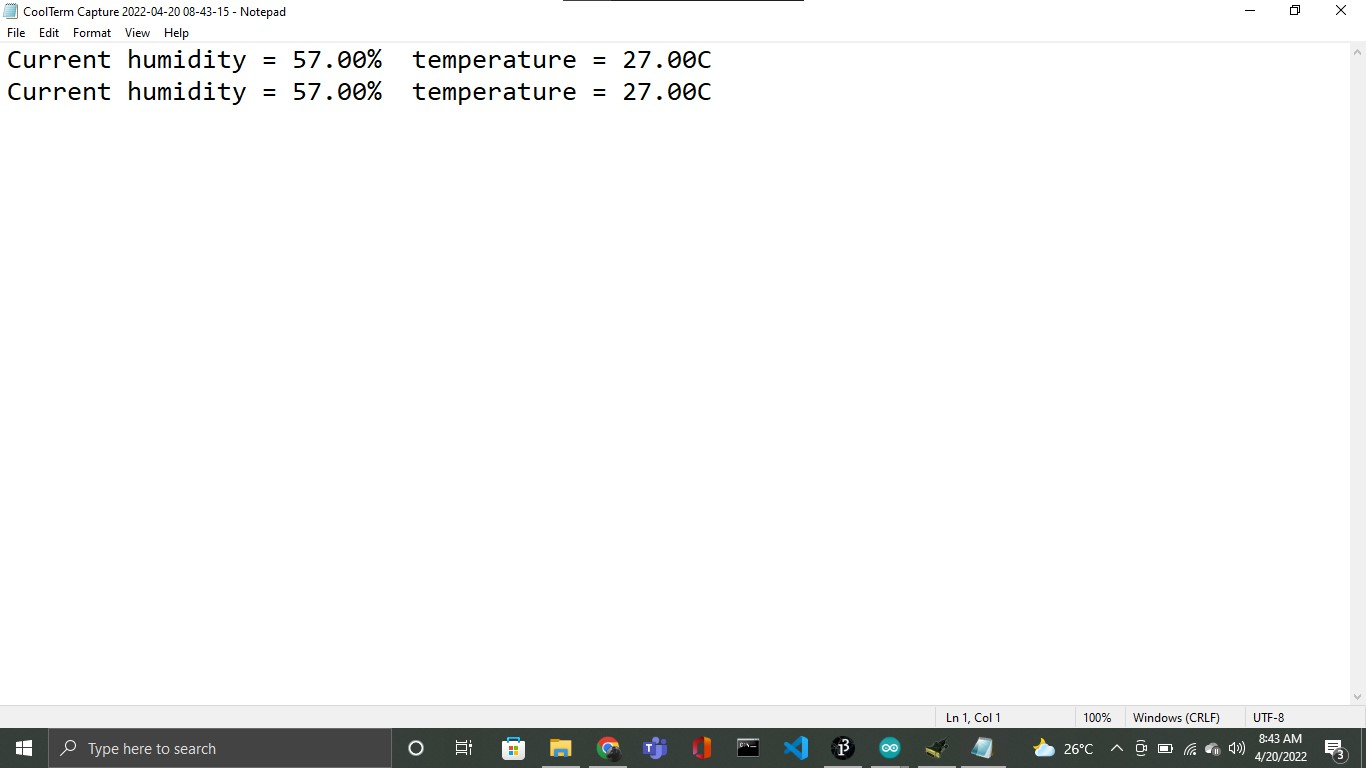 CoolTerm Capture 2022-04-20 08-43-15 - Notepad
File Edit Format View Help
Current humidity = 57.00%  temperature = 27.00C
Current humidity = 57.00%  temperature = 27.00C
Ln 1, Col 1 100% Windows (CRLF) UTF-8
Type here to search 26°C 8:43 AM
4/20/2022 3